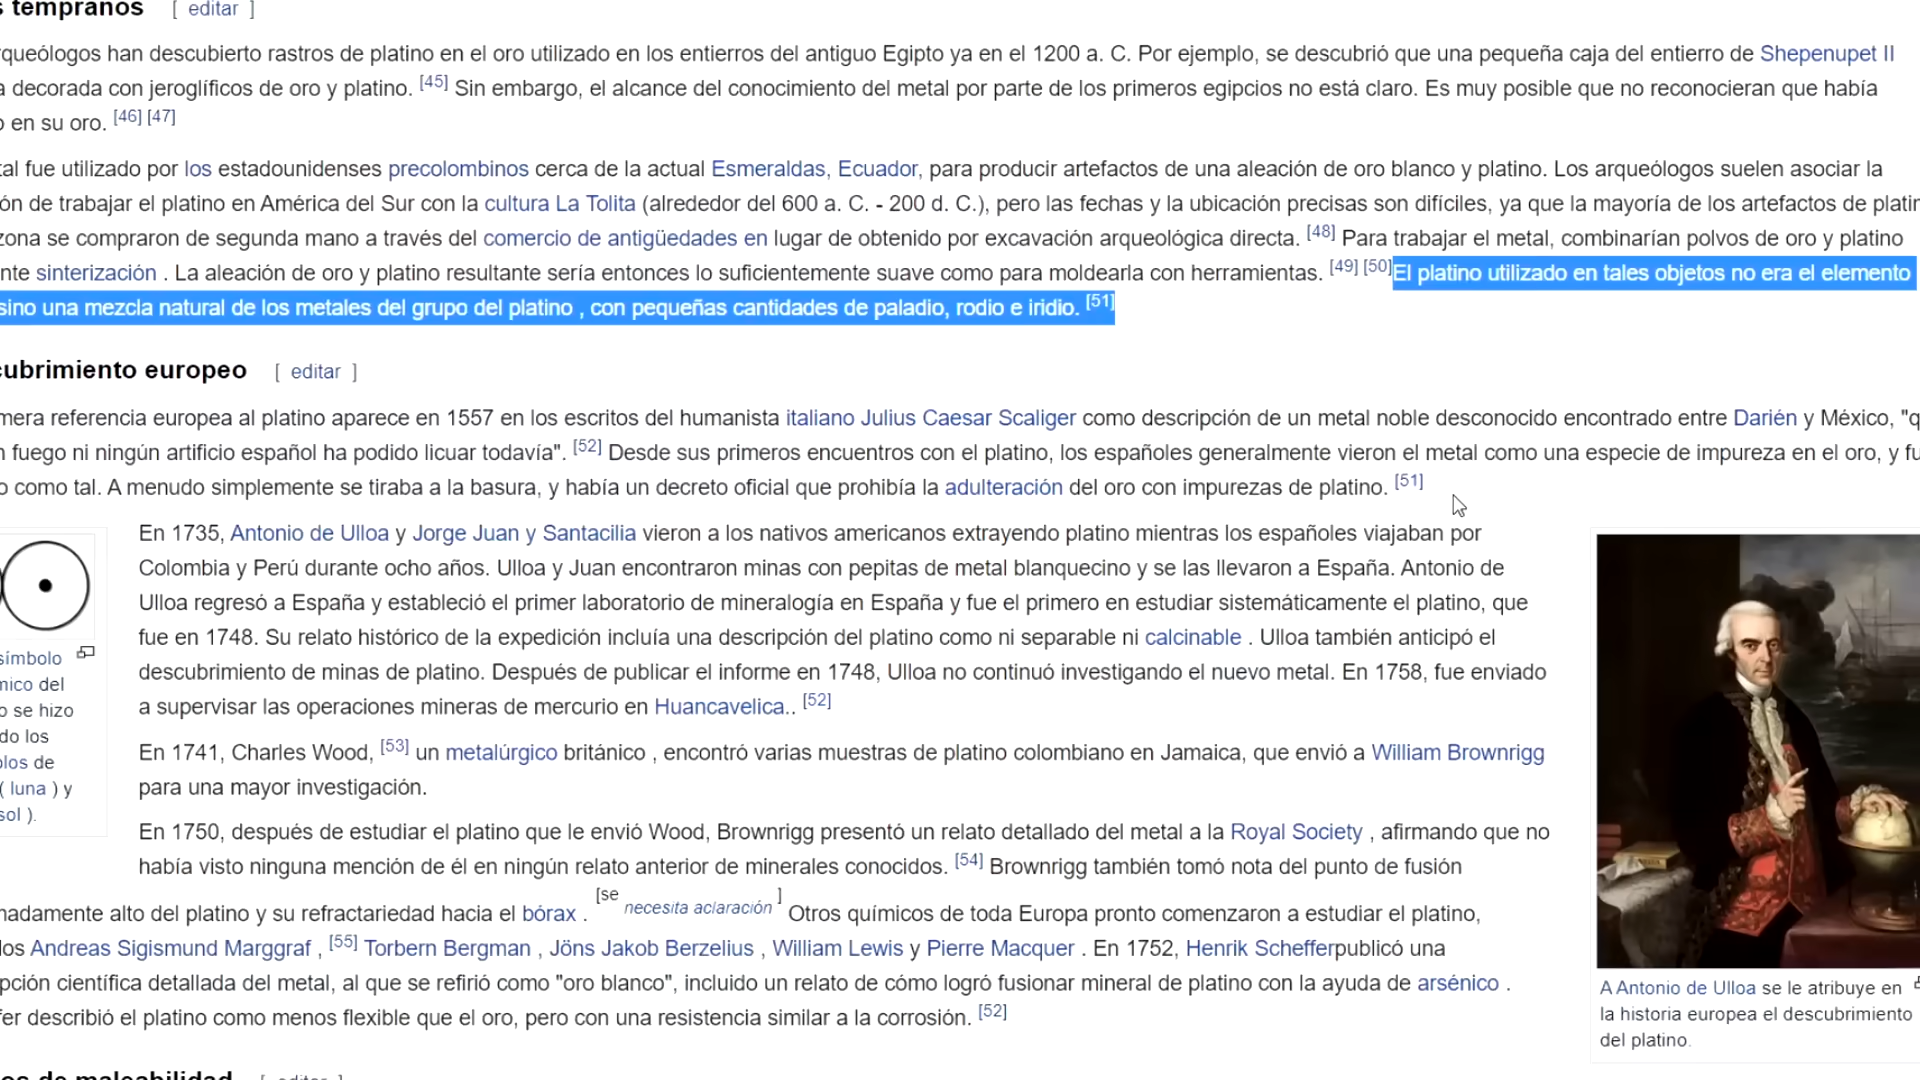 s tempranos [ editar ]
rqueólogos han descubierto rastros de platino en el oro utilizado en los entierros del antiguo Egipto ya en el 1200 a. C. Por ejemplo, se descubrió que una pequeña caja del entierro de Shepenupet II
a decorada con jeroglíficos de oro y platino. [45] Sin embargo, el alcance del conocimiento del metal por parte de los primeros egipcios no está claro. Es muy posible que no reconocieran que había
o en su oro. [46] [47]
tal fue utilizado por los estadounidenses precolombinos cerca de la actual Esmeraldas, Ecuador, para producir artefactos de una aleación de oro blanco y platino. Los arqueólogos suelen asociar la
ón de trabajar el platino en América del Sur con la cultura La Tolita (alrededor del 600 a. C. - 200 d. C.), pero las fechas y la ubicación precisas son difíciles, ya que la mayoría de los artefactos de platin
zona se compraron de segunda mano a través del comercio de antigüedades en lugar de obtenido por excavación arqueológica directa. [48] Para trabajar el metal, combinarían polvos de oro y platino
nte sinterización . La aleación de oro y platino resultante sería entonces lo suficientemente suave como para moldearla con herramientas. [49] [50] El platino utilizado en tales objetos no era el elemento
sino una mezcla natural de los metales del grupo del platino , con pequeñas cantidades de paladio, rodio e iridio. [51]
cubrimiento europeo [ editar ]
mera referencia europea al platino aparece en 1557 en los escritos del humanista italiano Julius Caesar Scaliger como descripción de un metal noble desconocido encontrado entre Darién y México, "q
n fuego ni ningún artificio español ha podido licuar todavía". [52] Desde sus primeros encuentros con el platino, los españoles generalmente vieron el metal como una especie de impureza en el oro, y fu
o como tal. A menudo simplemente se tiraba a la basura, y había un decreto oficial que prohibía la adulteración del oro con impurezas de platino. [51]
símbolo
mico del
o se hizo
do los
olos de
( luna ) y
sol ).
En 1735, Antonio de Ulloa y Jorge Juan y Santacilia vieron a los nativos americanos extrayendo platino mientras los españoles viajaban por
Colombia y Perú durante ocho años. Ulloa y Juan encontraron minas con pepitas de metal blanquecino y se las llevaron a España. Antonio de
Ulloa regresó a España y estableció el primer laboratorio de mineralogía en España y fue el primero en estudiar sistemáticamente el platino, que
fue en 1748. Su relato histórico de la expedición incluía una descripción del platino como ni separable ni calcinable . Ulloa también anticipó el
descubrimiento de minas de platino. Después de publicar el informe en 1748, Ulloa no continuó investigando el nuevo metal. En 1758, fue enviado
a supervisar las operaciones mineras de mercurio en Huancavelica.. [52]
En 1741, Charles Wood, [53] un metalúrgico británico , encontró varias muestras de platino colombiano en Jamaica, que envió a William Brownrigg
para una mayor investigación.
En 1750, después de estudiar el platino que le envió Wood, Brownrigg presentó un relato detallado del metal a la Royal Society , afirmando que no
había visto ninguna mención de él en ningún relato anterior de minerales conocidos. [54] Brownrigg también tomó nota del punto de fusión
madamente alto del platino y su refractariedad hacia el bórax . [se necesita aclaración ] Otros químicos de toda Europa pronto comenzaron a estudiar el platino,
los Andreas Sigismund Marggraf , [55] Torbern Bergman , Jöns Jakob Berzelius , William Lewis y Pierre Macquer . En 1752, Henrik Schefferpublicó una
pción científica detallada del metal, al que se refirió como "oro blanco", incluido un relato de cómo logró fusionar mineral de platino con la ayuda de arsénico .
fer describió el platino como menos flexible que el oro, pero con una resistencia similar a la corrosión. [52]
A Antonio de Ulloa se le atribuye en
la historia europea el descubrimiento
del platino.
os de maleabilidad [ editar ]